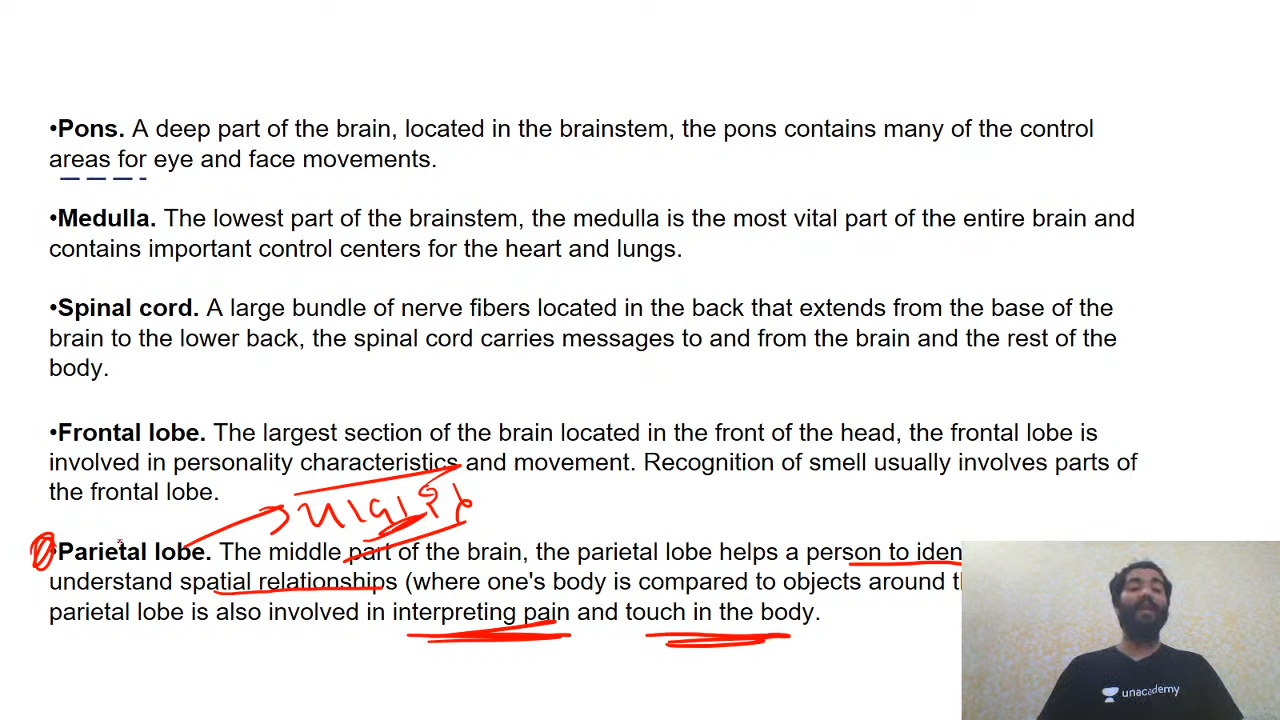 •Pons. A deep part of the brain, located in the brainstem, the pons contains many of the control
areas for eye and face movements.
•Medulla. The lowest part of the brainstem, the medulla is the most vital part of the entire brain and
contains important control centers for the heart and lungs.
•Spinal cord. A large bundle of nerve fibers located in the back that extends from the base of the
brain to the lower back, the spinal cord carries messages to and from the brain and the rest of the
body.
•Frontal lobe. The largest section of the brain located in the front of the head, the frontal lobe is
involved in personality characteristics and movement. Recognition of smell usually involves parts of
the frontal lobe.
•Parietal lobe. The middle part of the brain, the parietal lobe helps a person to iden
understand spatial relationships (where one's body is compared to objects around
parietal lobe is also involved in interpreting pain and touch in the body.
unacademy